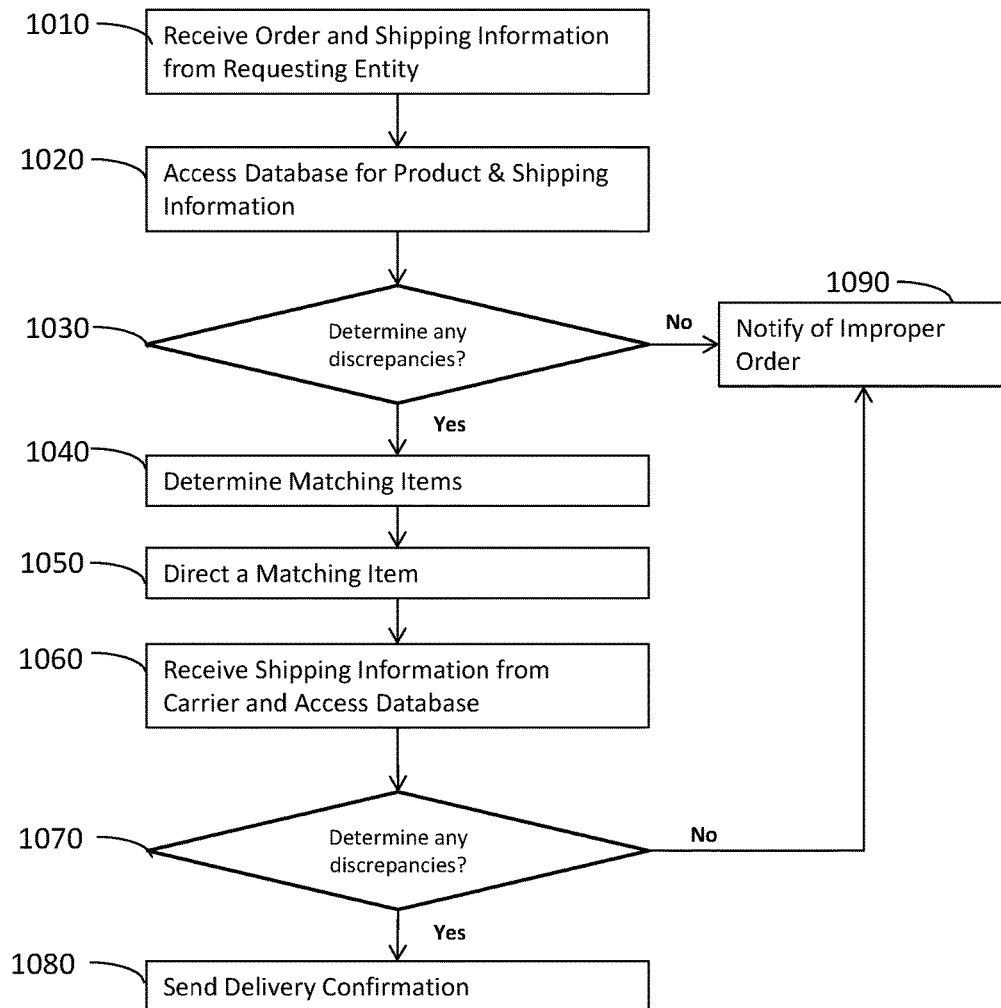 1010
Receive Order and Shipping Information
from Requesting Entity
1020
Access Database for Product & Shipping
Information
1030
Determine any
discrepancies?
No
1090
Notify of Improper
Order
Yes
1040
Determine Matching Items
1050
Direct a Matching Item
1060
Receive Shipping Information from
Carrier and Access Database
1070
Determine any
discrepancies?
No
Yes
1080
Send Delivery Confirmation